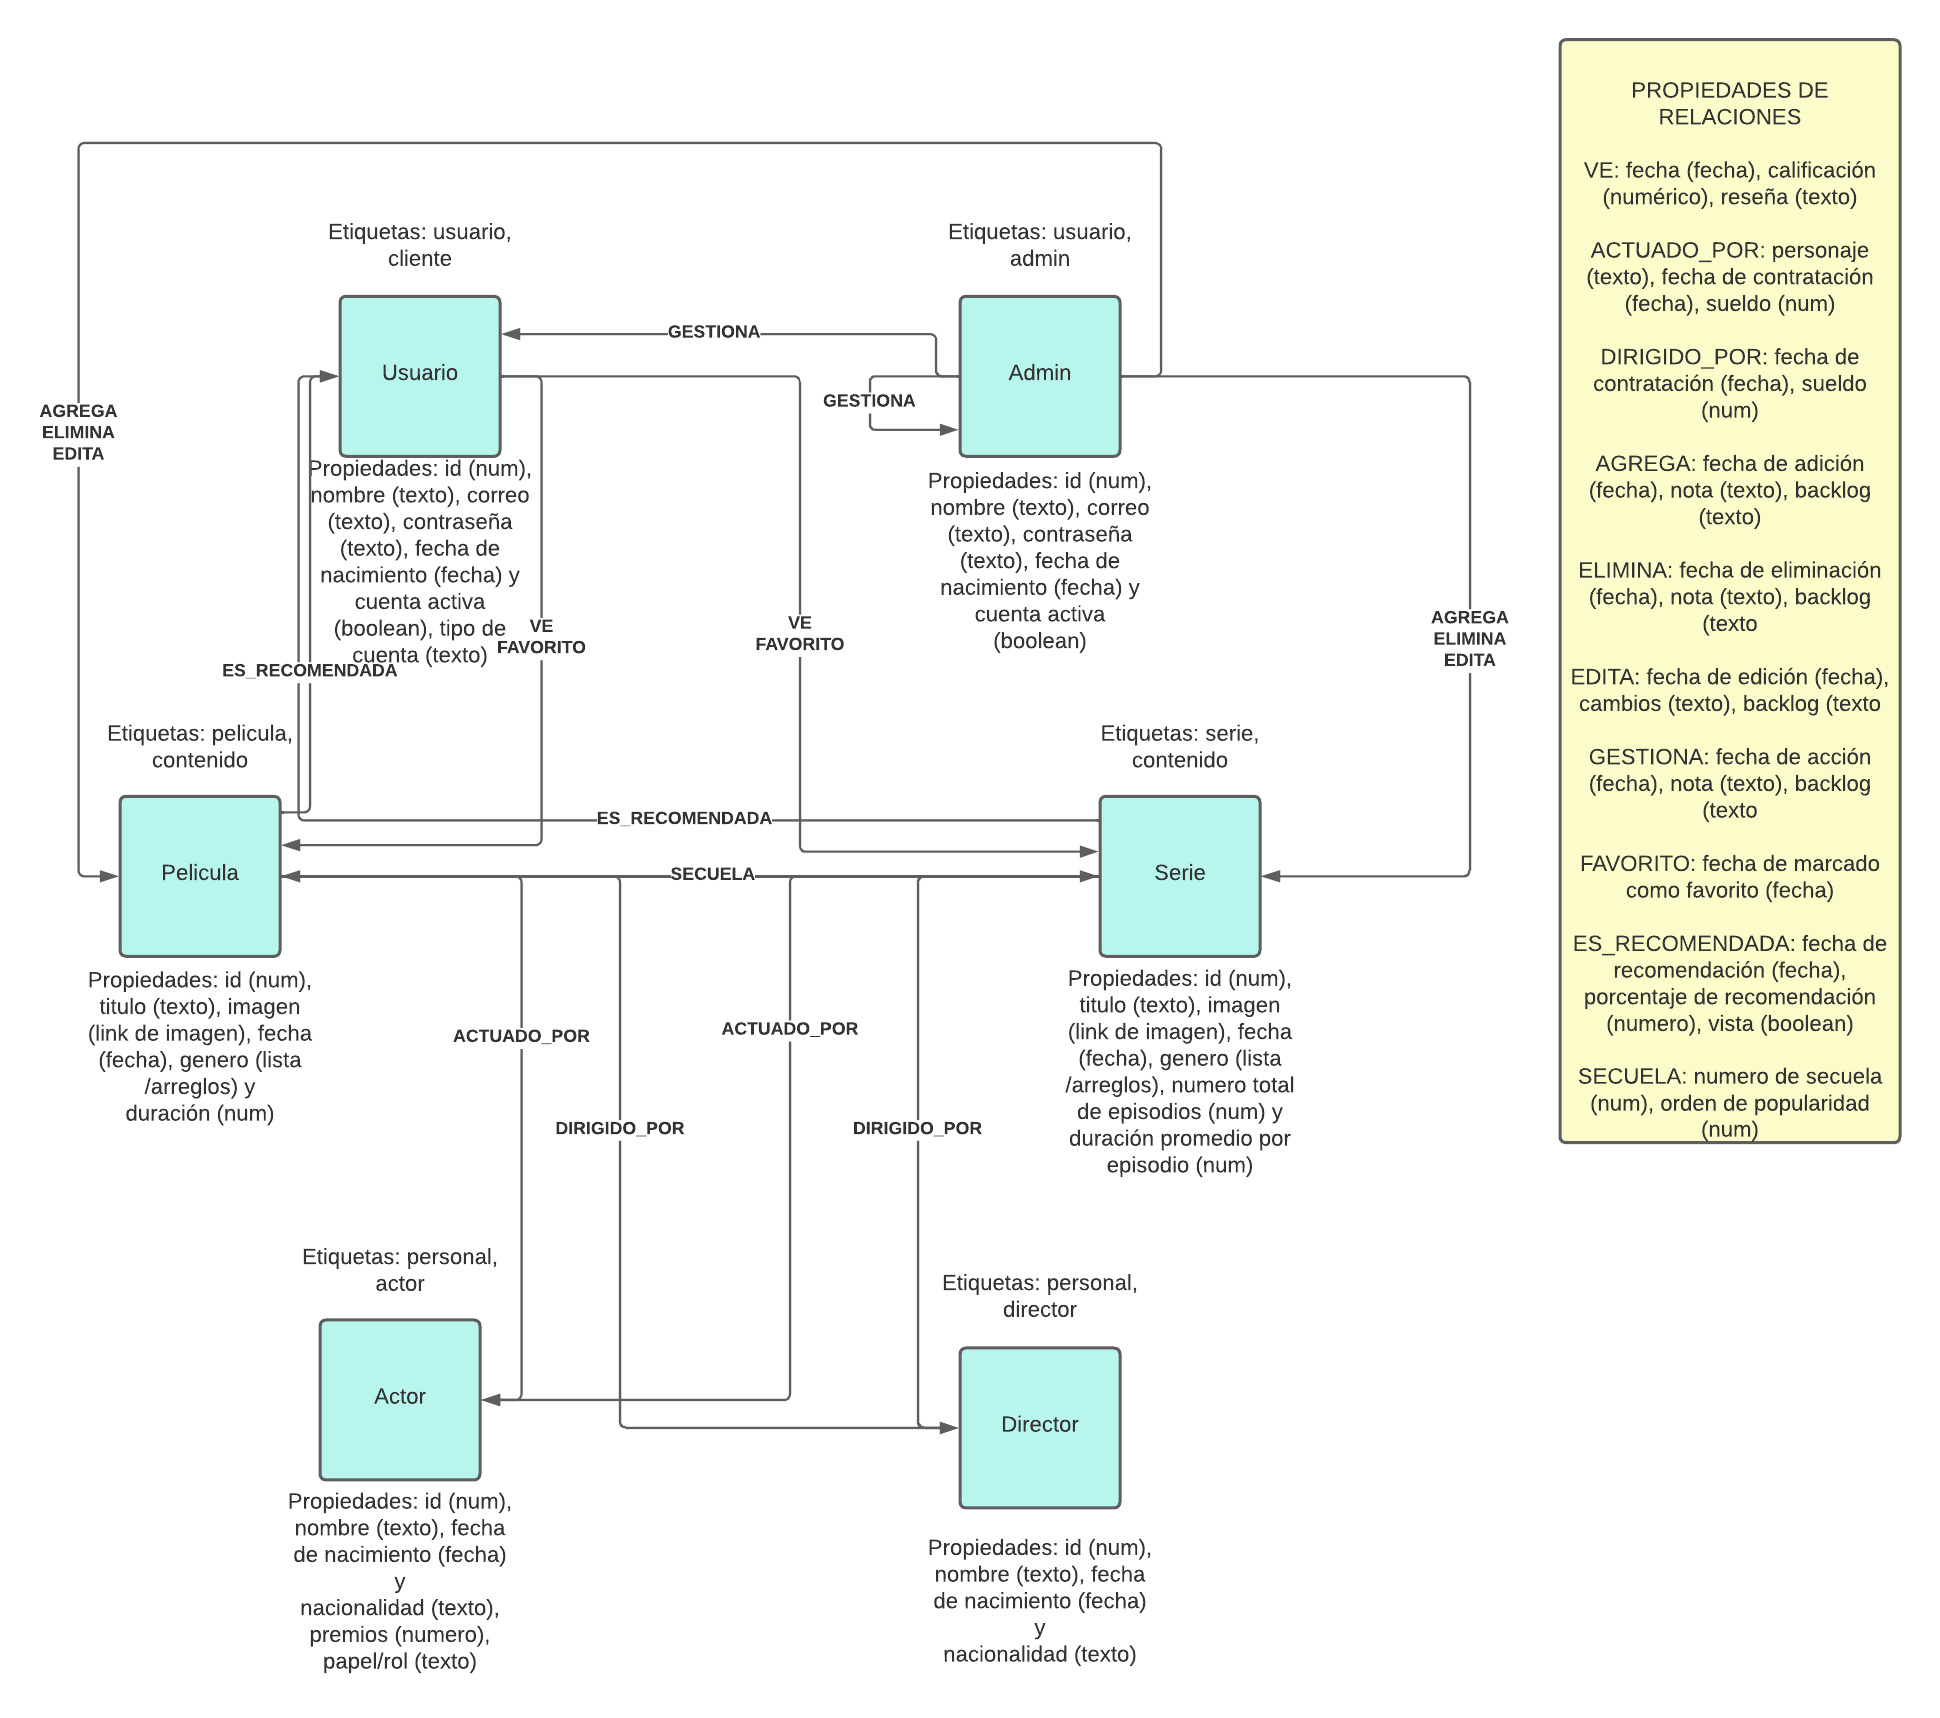 PROPIEDADES DE
RELACIONES
VE: fecha (fecha), calificación
(numérico), reseña (texto)
ACTUADO_POR: personaje
(texto), fecha de contratación
(fecha), sueldo (num)
DIRIGIDO_POR: fecha de
contratación (fecha), sueldo
(num)
AGREGA: fecha de adición
(fecha), nota (texto), backlog
(texto)
ELIMINA: fecha de eliminación
(fecha), nota (texto), backlog
(texto
EDITA: fecha de edición (fecha),
cambios (texto), backlog (texto
GESTIONA: fecha de acción
(fecha), nota (texto), backlog
(texto
FAVORITO: fecha de marcado
como favorito (fecha)
ES_RECOMENDADA: fecha de
recomendación (fecha),
porcentaje de recomendación
(numero), vista (boolean)
SECUELA: numero de secuela
(num), orden de popularidad
(num)
Etiquetas: usuario,
cliente
Usuario
Propiedades: id (num),
nombre (texto), correo
(texto), contraseña
(texto), fecha de
nacimiento (fecha) y
cuenta activa
(boolean), tipo de
cuenta (texto)
Etiquetas: usuario,
admin
Admin
Propiedades: id (num),
nombre (texto), correo
(texto), contraseña
(texto), fecha de
nacimiento (fecha) y
cuenta activa
(boolean)
GESTIONA
GESTIONA
AGREGA
ELIMINA
EDITA
VE
FAVORITO
VE
FAVORITO
AGREGA
ELIMINA
EDITA
ES_RECOMENDADA
Etiquetas: pelicula,
contenido
Pelicula
Propiedades: id (num),
titulo (texto), imagen
(link de imagen), fecha
(fecha), genero (lista
/arreglos) y
duración (num)
ES_RECOMENDADA
SECUELA
Etiquetas: serie,
contenido
Serie
Propiedades: id (num),
titulo (texto), imagen
(link de imagen), fecha
(fecha), genero (lista
/arreglos), numero total
de episodios (num) y
duración promedio por
episodio (num)
ACTUADO_POR
ACTUADO_POR
DIRIGIDO_POR
DIRIGIDO_POR
Etiquetas: personal,
actor
Actor
Propiedades: id (num),
nombre (texto), fecha
de nacimiento (fecha)
y
nacionalidad (texto),
premios (numero),
papel/rol (texto)
Etiquetas: personal,
director
Director
Propiedades: id (num),
nombre (texto), fecha
de nacimiento (fecha)
y
nacionalidad (texto)